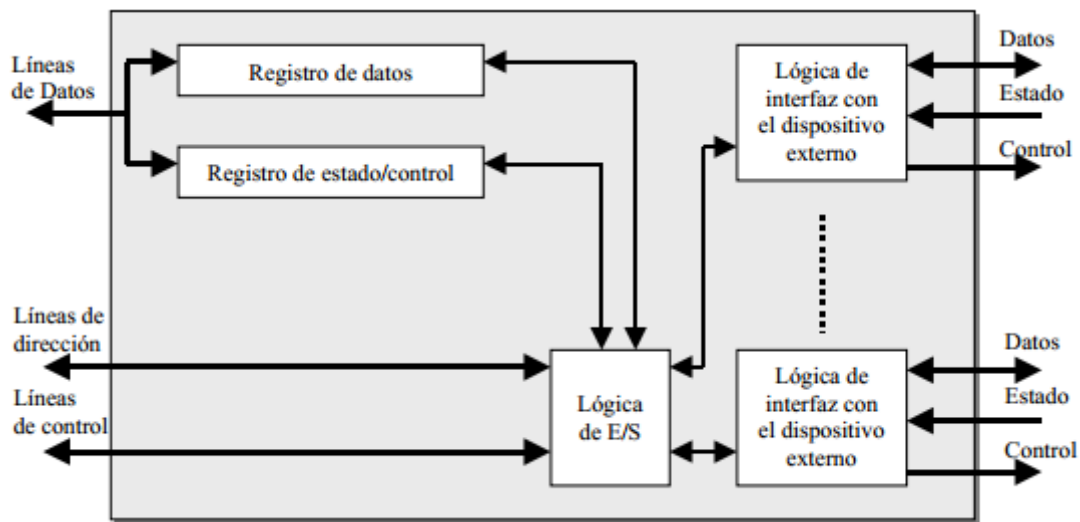 Líneas
de Datos
Registro de datos
Registro de estado/control
Lógica de
interfaz con
el dispositivo
externo
Datos
Estado
Control
Líneas de
dirección
Líneas
de control
Lógica
de E/S
Lógica de
interfaz con
el dispositivo
externo
Datos
Estado
Control